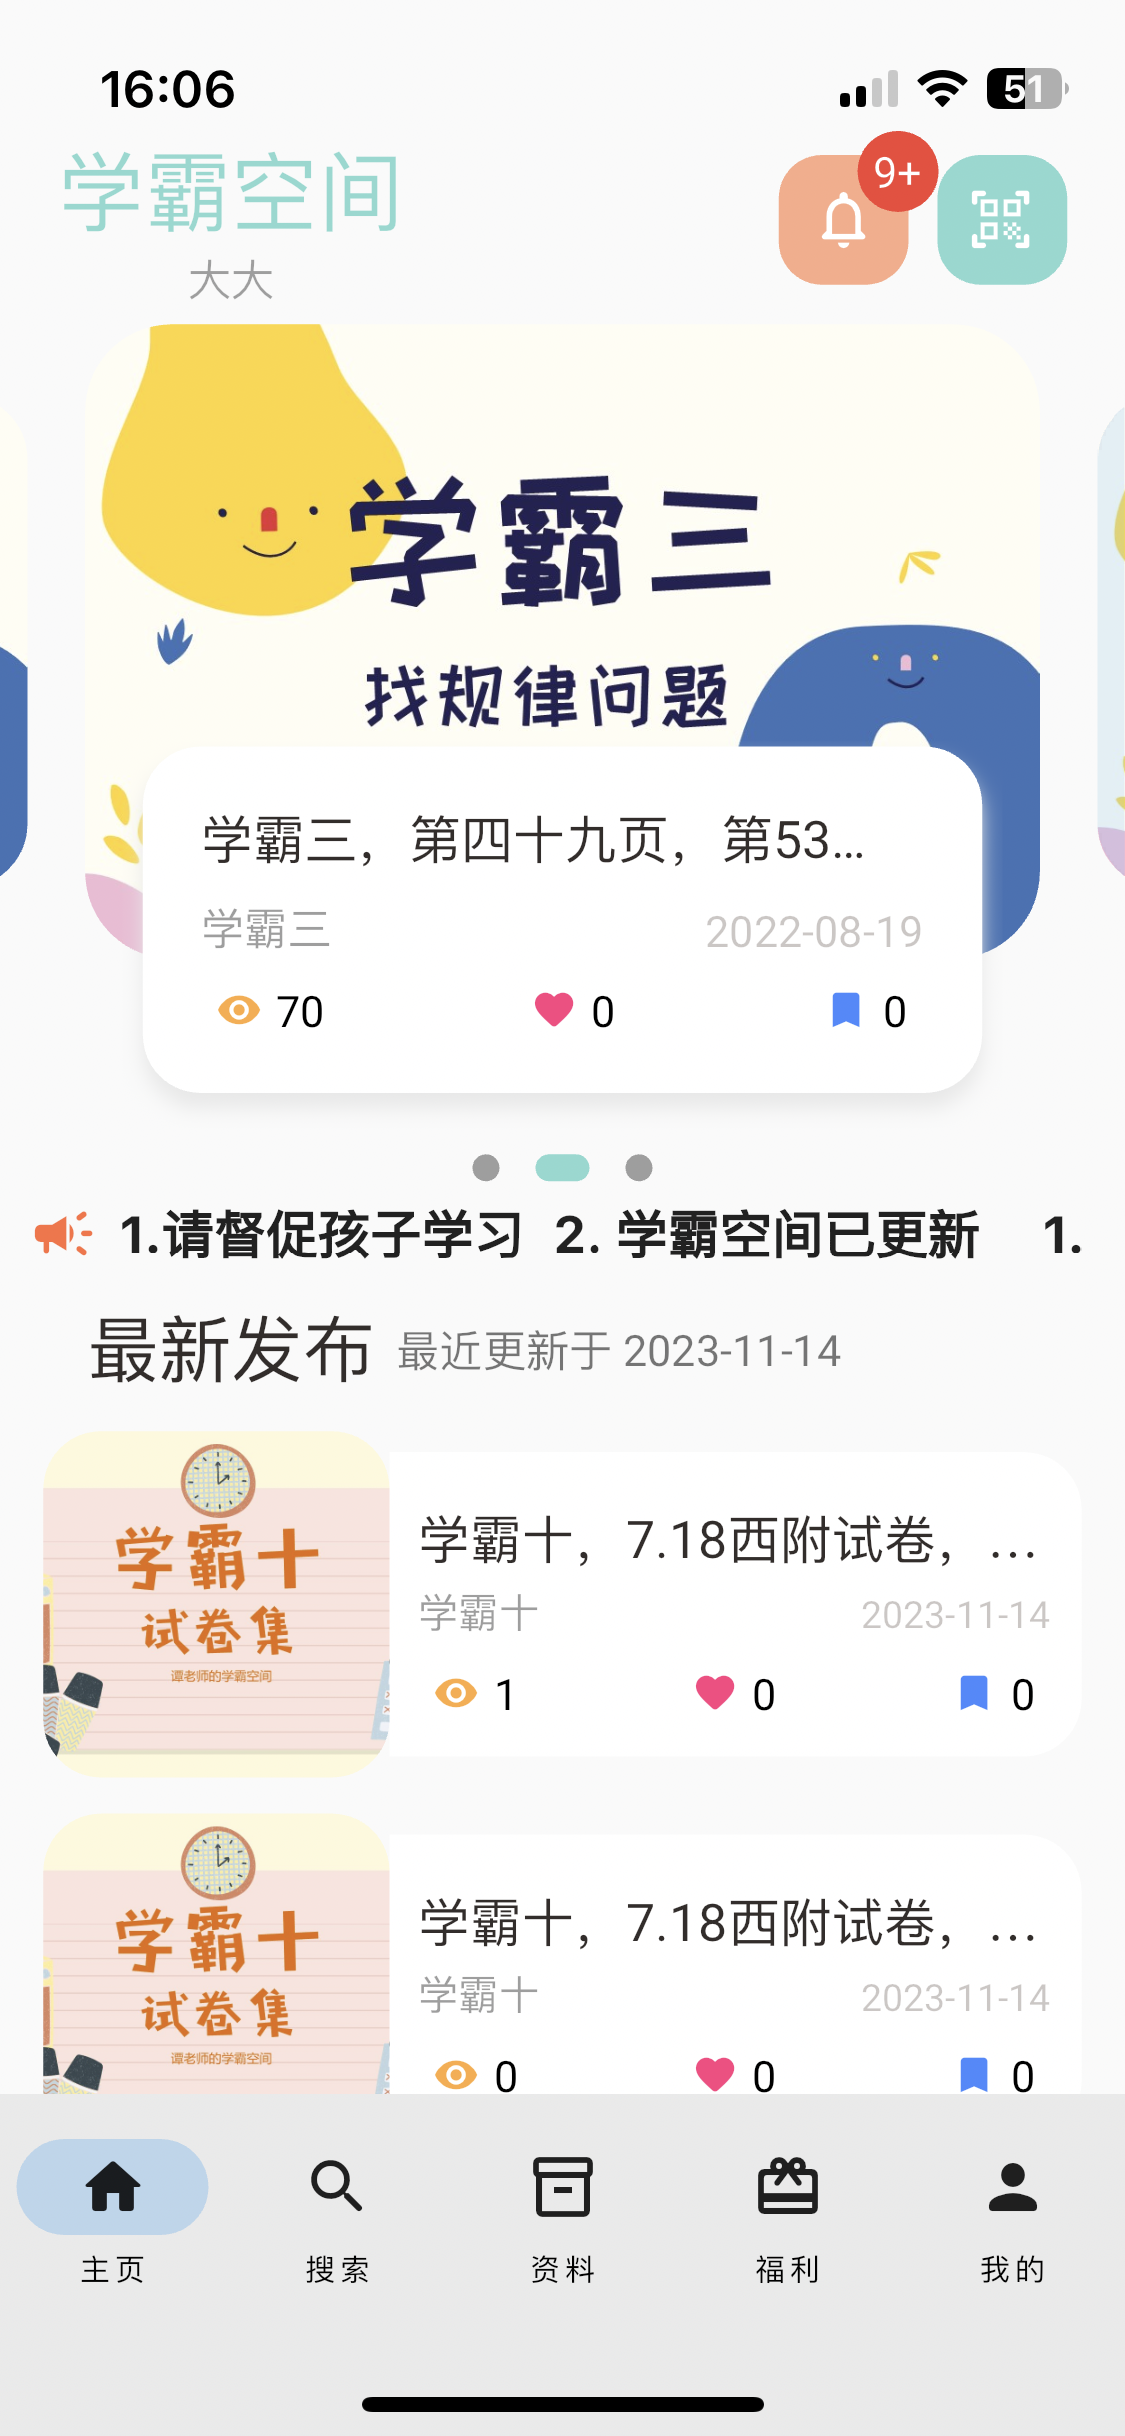 16:06
51
学霸空间
9+
大大
学霸三
找规律问题
学霸三，第四十九页，第53...
学霸三
2022-08-19
70
0
0
1.请督促孩子学习 2. 学霸空间已更新 1.
最新发布 最近更新于 2023-11-14
学霸十
试卷集
谭老师的学霸空间
学霸十，7.18西附试卷，...
学霸十
2023-11-14
1
0
0
学霸十
试卷集
谭老师的学霸空间
学霸十，7.18西附试卷，...
学霸十
2023-11-14
0
0
0
主页
搜索
资料
福利
我的